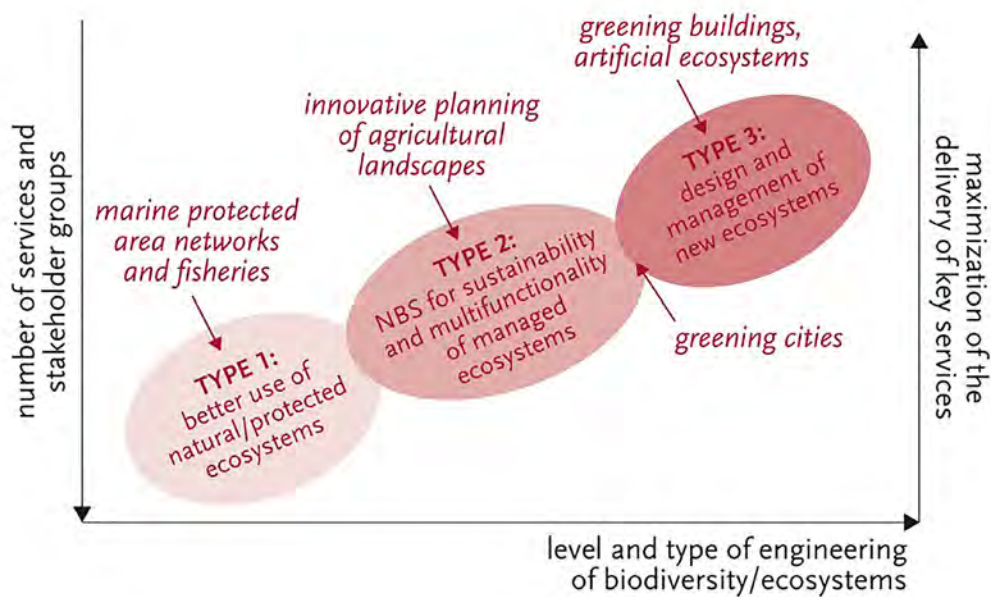 greening buildings,
artificial ecosystems
innovative planning
of agricultural
landscapes
marine protected
area networks
and fisheries
TYPE 1:
better use of
natural/protected
ecosystems
TYPE 2:
NBS for sustainability
and multifunctionality
of managed
ecosystems
TYPE 3:
design and
management of
new ecosystems
greening cities
number of services and
stakeholder groups
maximization of the
delivery of key services
level and type of engineering
of biodiversity/ecosystems